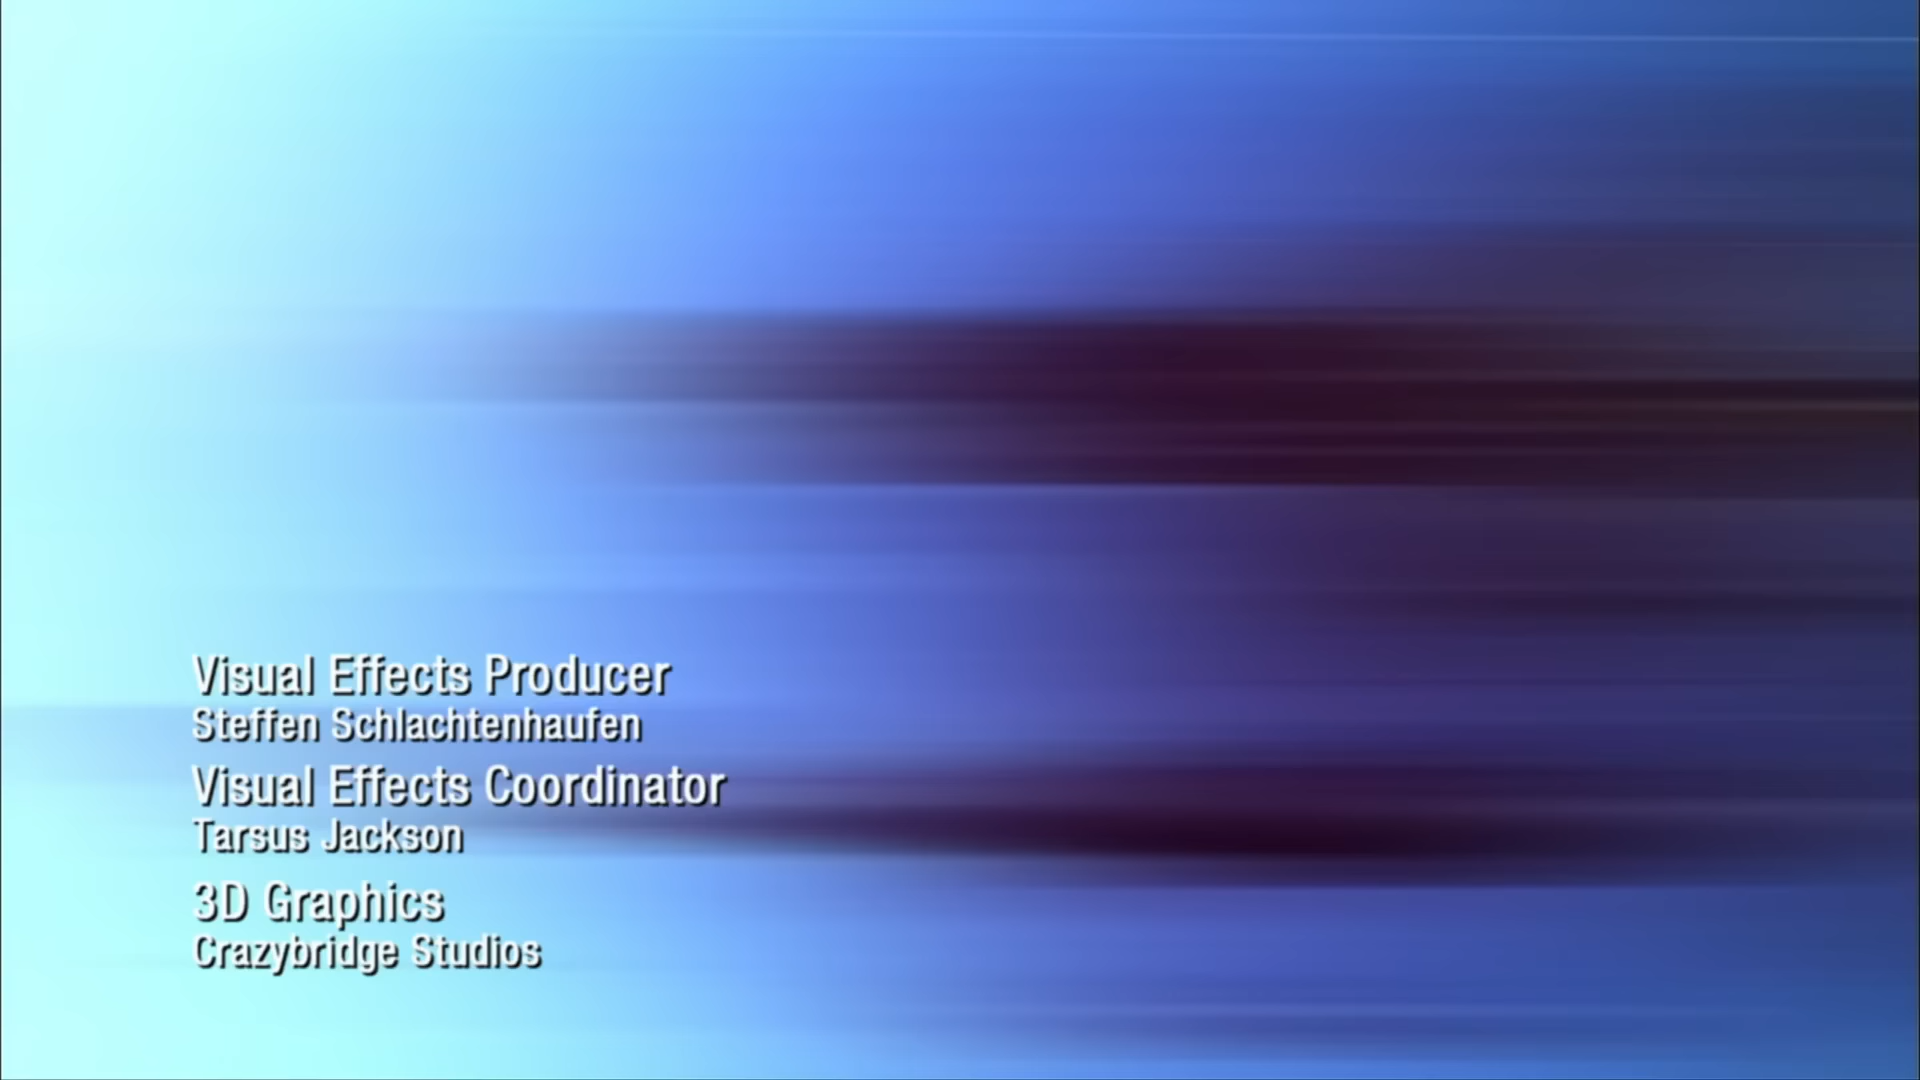 Visual Effects Producer
Steffen Schlachtenhaufen
Visual Effects Coordinator
Tarsus Jackson
3D Graphics
Crazybridge Studios